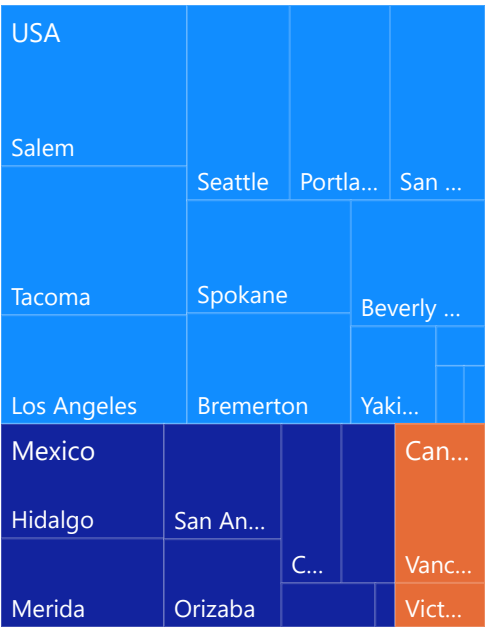 USA
Salem
Seattle
Portla...
San ...
Tacoma
Spokane
Beverly ...
Los Angeles
Bremerton
Yaki...
Mexico
Hidalgo
San An...
C...
Merida
Orizaba
Can...
Vanc...
Vict...